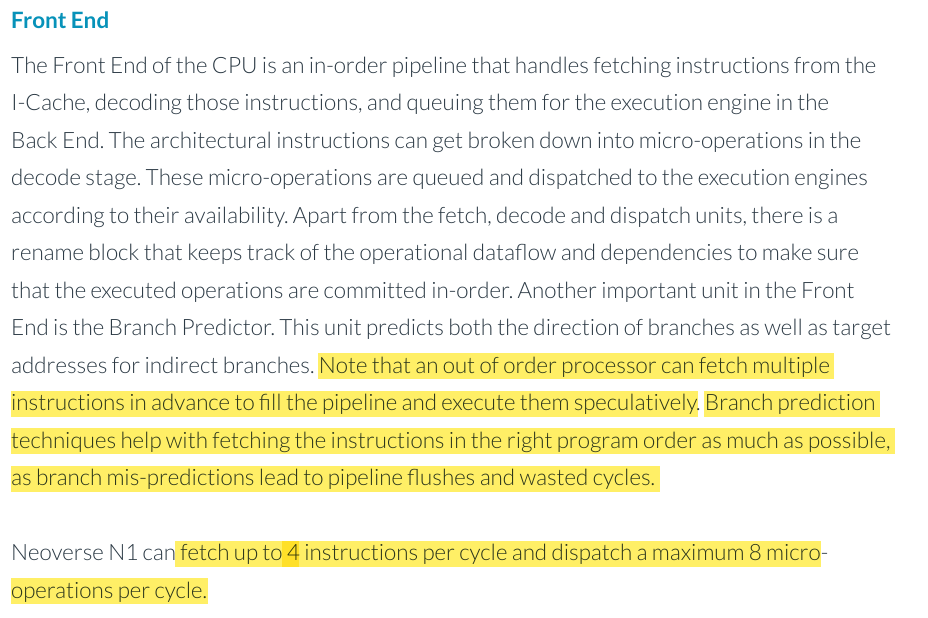 Front End
The Front End of the CPU is an in-order pipeline that handles fetching instructions from the
I-Cache, decoding those instructions, and queuing them for the execution engine in the
Back End. The architectural instructions can get broken down into micro-operations in the
decode stage. These micro-operations are queued and dispatched to the execution engines
according to their availability. Apart from the fetch, decode and dispatch units, there is a
rename block that keeps track of the operational dataflow and dependencies to make sure
that the executed operations are committed in-order. Another important unit in the Front
End is the Branch Predictor. This unit predicts both the direction of branches as well as target
addresses for indirect branches. Note that an out of order processor can fetch multiple
instructions in advance to fill the pipeline and execute them speculatively. Branch prediction
techniques help with fetching the instructions in the right program order as much as possible,
as branch mis-predictions lead to pipeline flushes and wasted cycles.
Neoverse N1 can fetch up to 4 instructions per cycle and dispatch a maximum 8 micro-
operations per cycle.